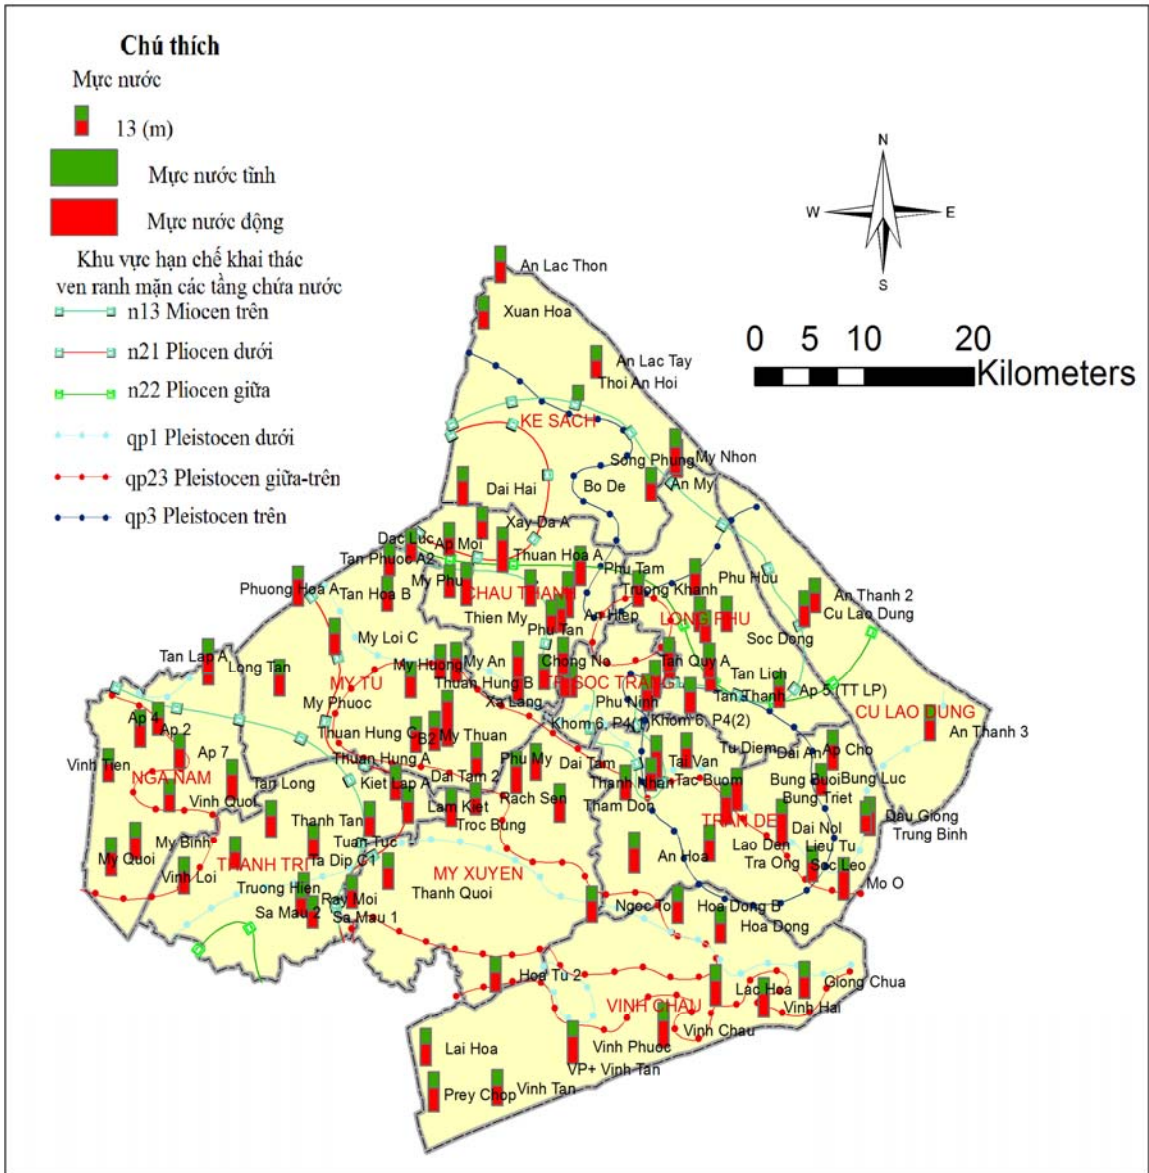 Chú thích
Mực nước
13 (m)
Mực nước tĩnh
Mực nước động
Khu vực hạn chế khai thác
ven ranh mặn các tầng chứa nước
n13 Miocen trên
n21 Pliocen dưới
n22 Pliocen giữa
qp1 Pleistocen dưới
qp23 Pleistocen giữa-trên
qp3 Pleistocen trên
N
W
E
S
0 5 10 20
Kilometers
An Lac Thon
Xuan Hoa
An Lac Tay
Thoi An Hoi
KE SACH
Song Phung
My Nhon
Dai Hai
Bo De
An My
Xay Da A
Dac Luc
Ap Moi
Tan Phuoc A2
Thuan Hoa A
Phu Tam
Phu Huu
Phuong Hoa A
Tan Hoa B
My Phu
CHAU THANH
Truong Khanh
An Thanh 2
Cu Lao Dung
Thien My
An Hiep
LONG PHU
Phu Tan
Soc Dong
My Loi C
Tan Lap A
Long Tan
My Huong
My An
Chong No
Tan Quy A
MY TU
Thuan Hung B
TP.SOC TRANG
Tan Lich
Ap 5 (TT LP)
My Phuoc
Xa Lang
Phu Ninh
Tan Thanh
CU LAO DUNG
Ap 4
Ap 2
Thuan Hung C
B2
My Thuan
Khom 6, P4(1)
Khom 6, P4(2)
An Thanh 3
Ap 7
Thuan Hung A
Phu My
Dai Tam
Tai Van
Tu Diem
Dai An
Ap Cho
Vinh Tien
NGA NAM
Tan Long
Kiet Lap A
Dai Tam 2
Rach Sen
Thanh Nhan
Tac Buom
Bung Buoi
Bung Luc
Vinh Quoi
Lam Kiet
Tham Don
Bung Triet
Thanh Tan
Troc Bung
TRAN DE
Dau Giong
Trung Binh
My Binh
Tuan Tuc
Dai Noi
Lao Den
Lieu Tu
My Quoi
THANH TRI
Ta Dip C1
An Hoa
Tra Ong
Soc Leo
Vinh Loi
MY XUYEN
Mo O
Truong Hien
Ray Moi
Thanh Quoi
Ngoc To
Hoa Dong B
Sa Mau 2
Sa Mau 1
Hoa Dong
Hoa Tu 2
Giong Chua
Lac Hoa
VINH CHAU
Vinh Hai
Vinh Chau
Lai Hoa
Vinh Phuoc
VP+ Vinh Tan
Prey Chop
Vinh Tan